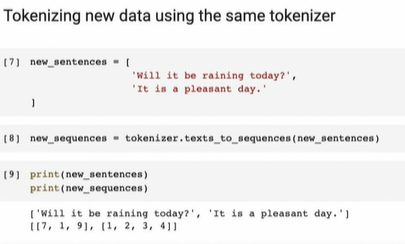 Tokenizing new data using the same tokenizer
[7] new_sentences = [
'Will it be raining today?',
'It is a pleasant day.'
]
[8] new_sequences = tokenizer.texts_to_sequences(new_sentences)
[9] print(new_sentences)
print(new_sequences)
['Will it be raining today?', 'It is a pleasant day.']
[[7, 1, 9], [1, 2, 3, 4]]